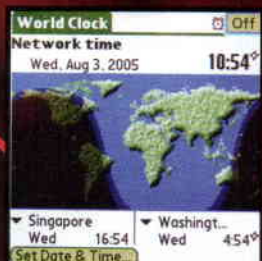 World Clock Off
Network time
Wed, Aug 3, 2005 10:54
Singapore Washingt...
Wed 16:54 Wed 4:54
Set Date & Time...